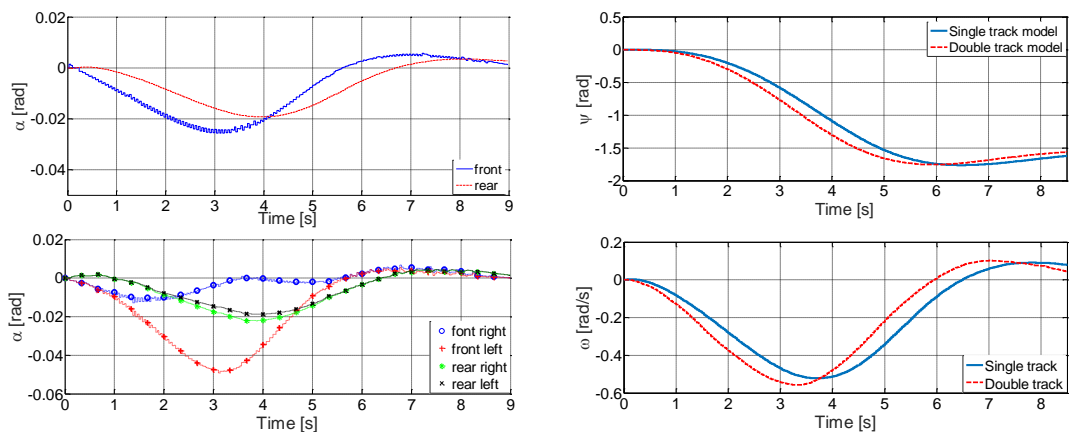 0.02
0
-0.02
-0.04
α [rad]
front
rear
0 1 2 3 4 5 6 7 8 9
Time [s]
0.5
0
-0.5
-1
-1.5
-2
ψ [rad]
Single track model
Double track model
0 1 2 3 4 5 6 7 8
Time [s]
0.02
0
-0.02
-0.04
-0.06
α [rad]
font right
front left
rear right
rear left
0 1 2 3 4 5 6 7 8 9
Time [s]
0.2
0
-0.2
-0.4
-0.6
-0.8
ω [rad/s]
Single track
Double track
0 1 2 3 4 5 6 7 8
Time [s]